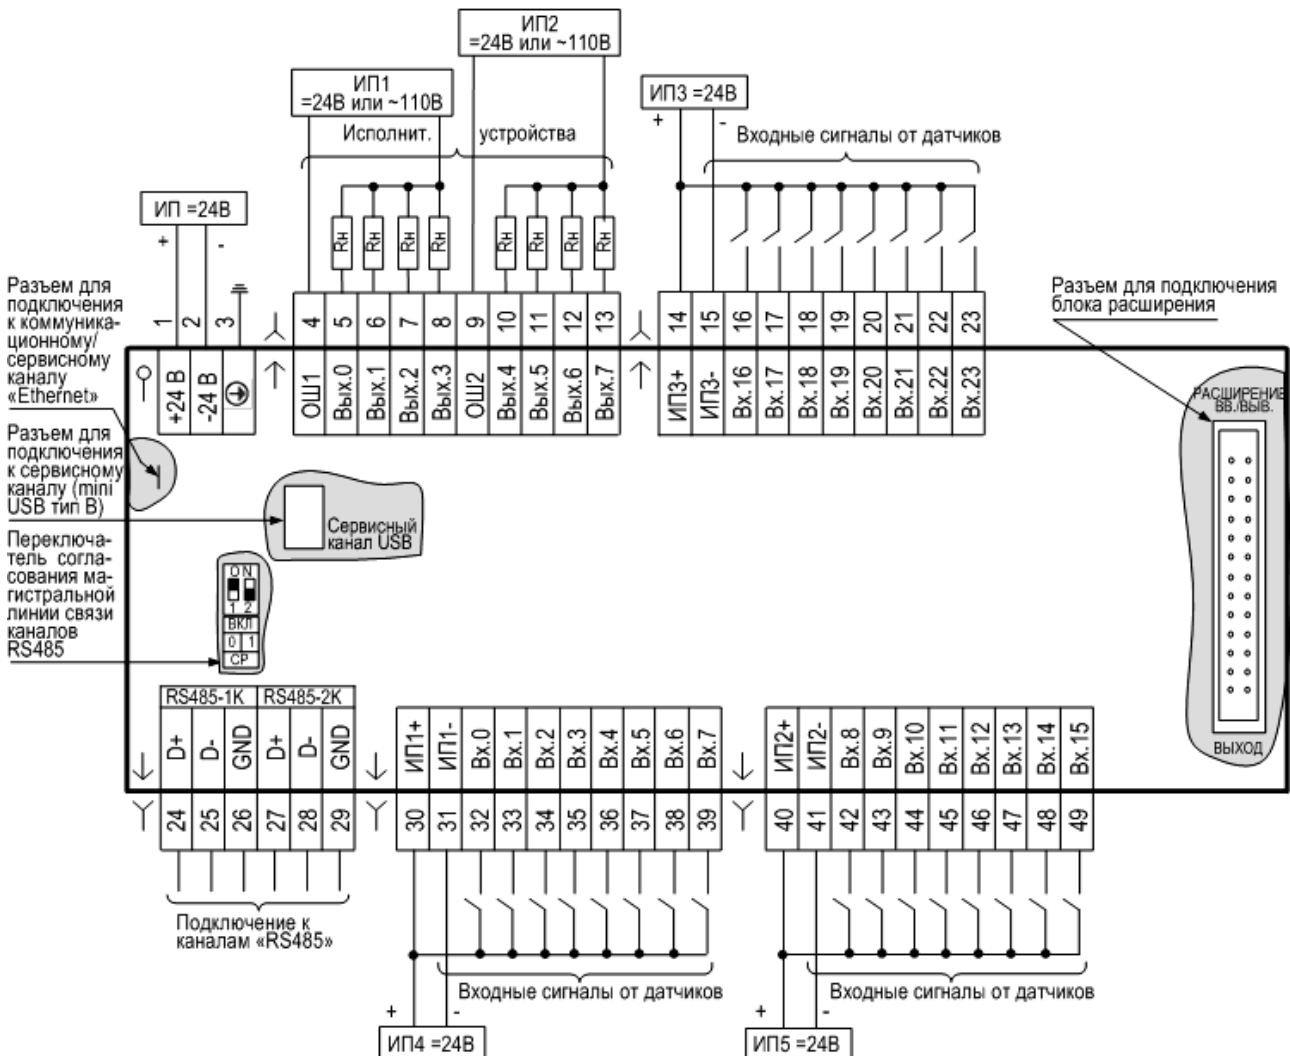 ИП2
=24В или ~110В
ИП1
=24В или ~110В
ИП3 =24В
+ -
Исполнит. устройства
Входные сигналы от датчиков
ИП =24В
+ -
Rн Rн Rн Rн Rн Rн Rн Rн
Разъем для
подключения
к коммуника-
ционному/
сервисному
каналу
«Ethernet»
Разъем для подключения
блока расширения
1 2 3 4 5 6 7 8 9 10 11 12 13 14 15 16 17 18 19 20 21 22 23
+24 В -24 В ОШ1 Вых.0 Вых.1 Вых.2 Вых.3 ОШ2 Вых.4 Вых.5 Вых.6 Вых.7 ИП3+ ИП3- Вх.16 Вх.17 Вх.18 Вх.19 Вх.20 Вх.21 Вх.22 Вх.23
РАСШИРЕНИЕ
ВВ./ВЫВ.
Разъем для
подключения
к сервисному
каналу (mini
USB тип B)
Сервисный
канал USB
Переключа-
тель согла-
сования ма-
гистральной
линии связи
каналов
RS485
ON
1 2
ВКЛ
0 1
СР
RS485-1К RS485-2К
D+ D- GND D+ D- GND ИП1+ ИП1- Вх.0 Вх.1 Вх.2 Вх.3 Вх.4 Вх.5 Вх.6 Вх.7 ИП2+ ИП2- Вх.8 Вх.9 Вх.10 Вх.11 Вх.12 Вх.13 Вх.14 Вх.15
ВЫХОД
24 25 26 27 28 29 30 31 32 33 34 35 36 37 38 39 40 41 42 43 44 45 46 47 48 49
Подключение к
каналам «RS485»
Входные сигналы от датчиков
Входные сигналы от датчиков
+ -
+ -
ИП4 =24В
ИП5 =24В